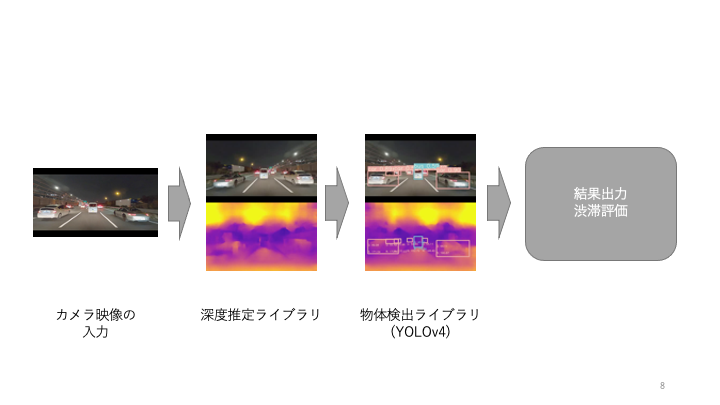 結果出力
渋滞評価
カメラ映像の
入力
深度推定ライブラリ
物体検出ライブラリ
(YOLOv4)
8